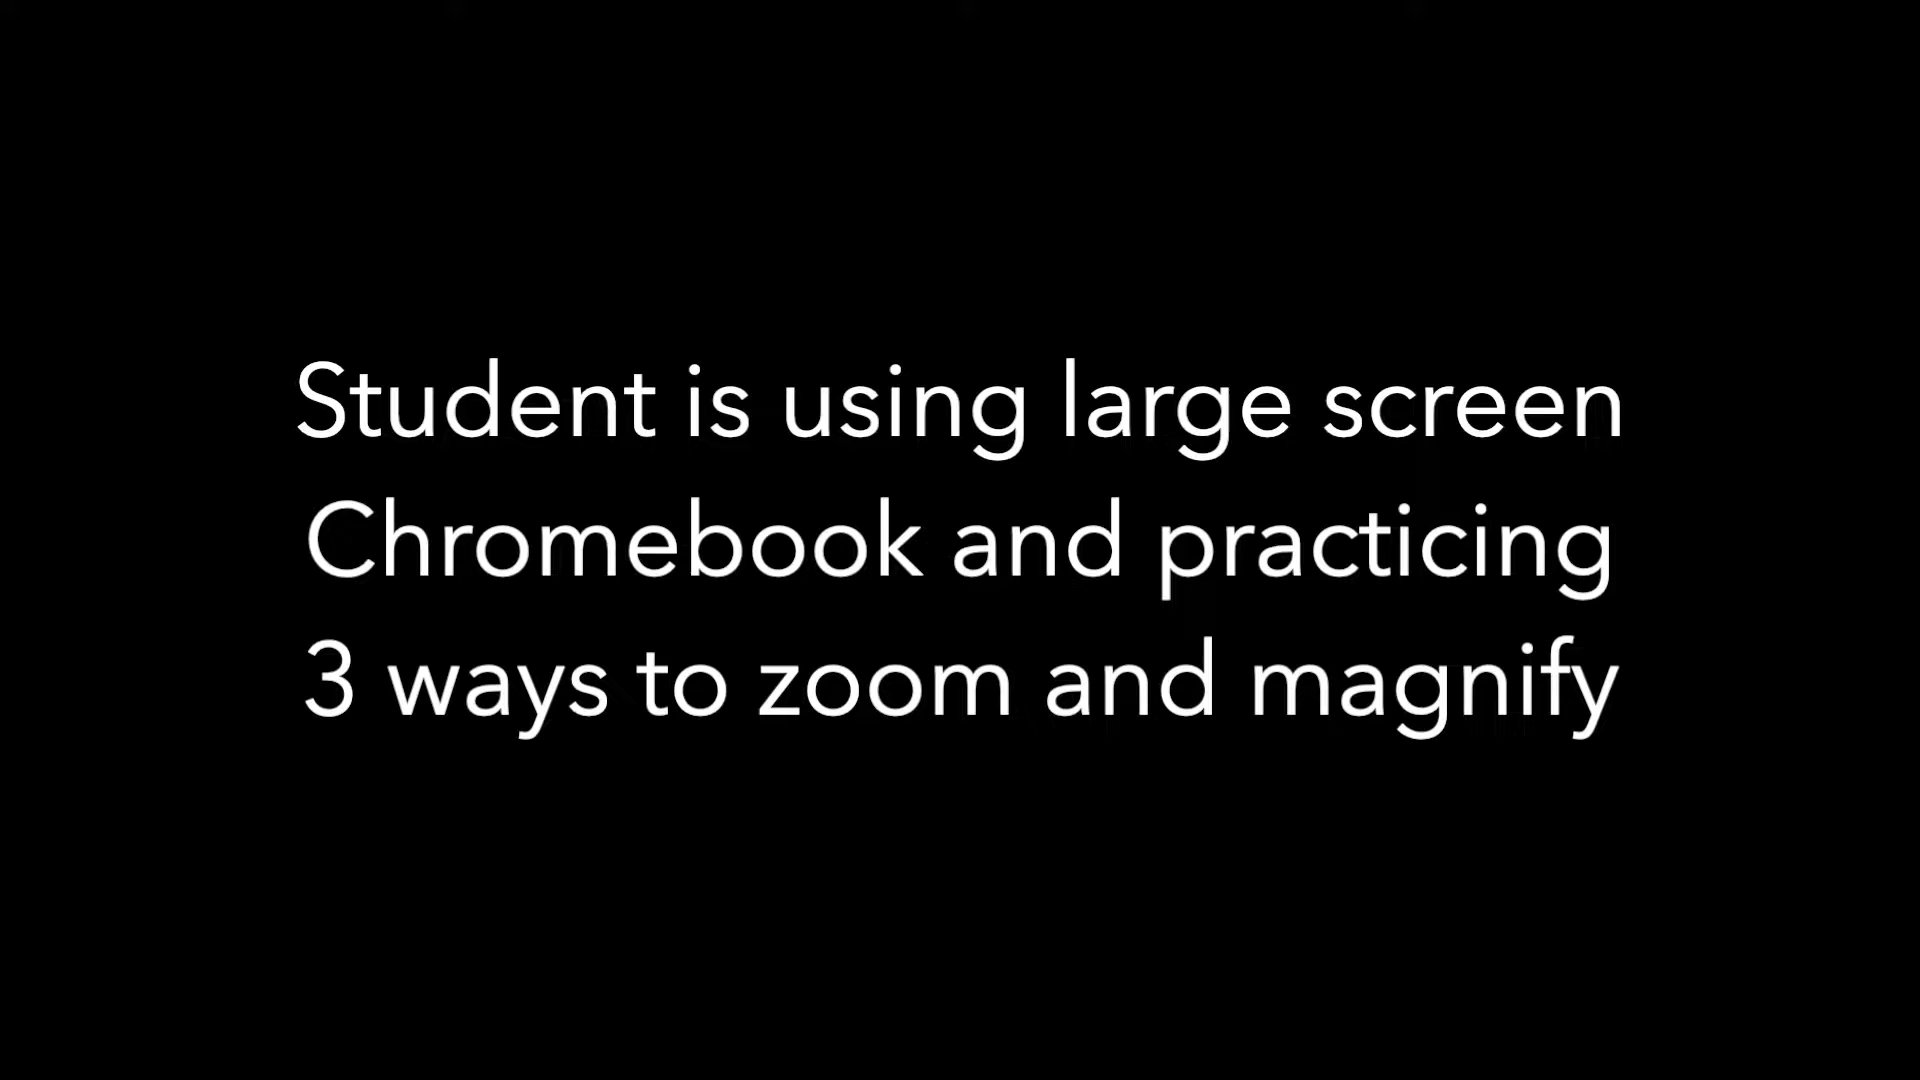 Student is using large screen
Chromebook and practicing
3 ways to zoom and magnify